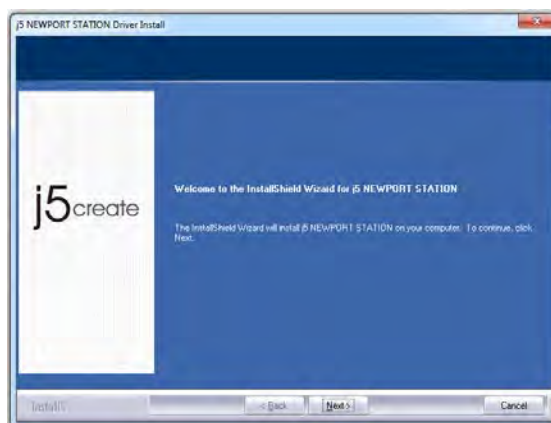 j5 NEWPORT STATION Driver Install
j5create
Welcome to the InstallShield Wizard for j5 NEWPORT STATION
The InstallShield Wizard will install j5 NEWPORT STATION on your computer. To continue, click
Next.
< Back
Next >
Cancel